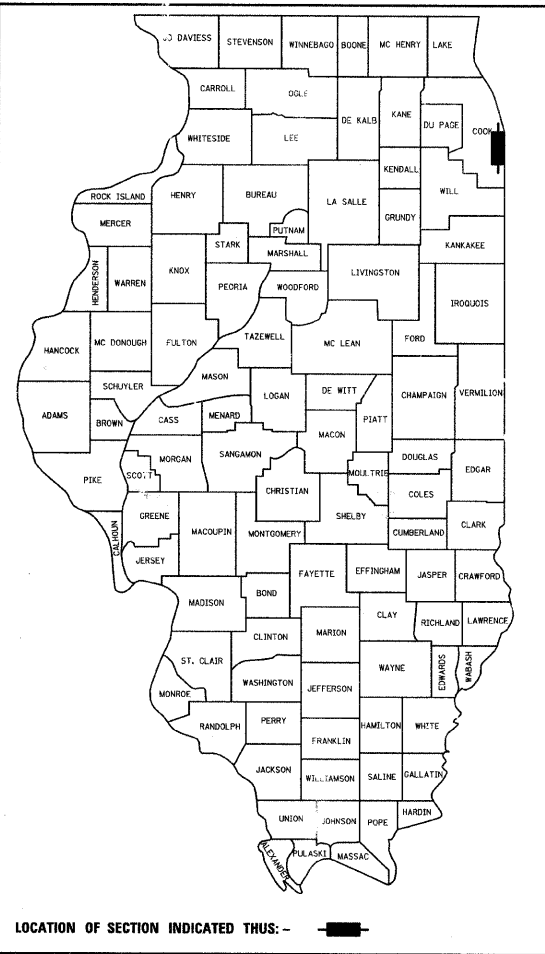 JO DAVIESS STEVENSON WINNEBAGO BOONE MC HENRY LAKE
CARROLL OGLE DE KALB KANE DU PAGE COOK
WHITESIDE LEE
KENDALL WILL
ROCK ISLAND HENRY BUREAU LA SALLE GRUNDY
MERCER STARK PUTNAM KANKAKEE
MARSHALL
HENDERSON WARREN KNOX PEORIA WOODFORD LIVINGSTON IROQUOIS
HANCOCK MC DONOUGH FULTON TAZEWELL MC LEAN FORD
SCHUYLER MASON DE WITT CHAMPAIGN VERMILION
ADAMS BROWN CASS MENARD LOGAN PIATT
MACON
MORGAN SANGAMON DOUGLAS EDGAR
PIKE SCOTT CHRISTIAN MOULTRIE COLES
GREENE MACOUPIN MONTGOMERY SHELBY CUMBERLAND CLARK
CALHOUN JERSEY FAYETTE EFFINGHAM JASPER CRAWFORD
MADISON BOND CLAY RICHLAND LAWRENCE
CLINTON MARION
ST. CLAIR WAYNE EDWARDS WABASH
MONROE WASHINGTON JEFFERSON
RANDOLPH PERRY HAMILTON WHITE
FRANKLIN
JACKSON WILLIAMSON SALINE GALLATIN
UNION JOHNSON POPE HARDIN
ALEXANDER PULASKI MASSAC
LOCATION OF SECTION INDICATED THUS:-